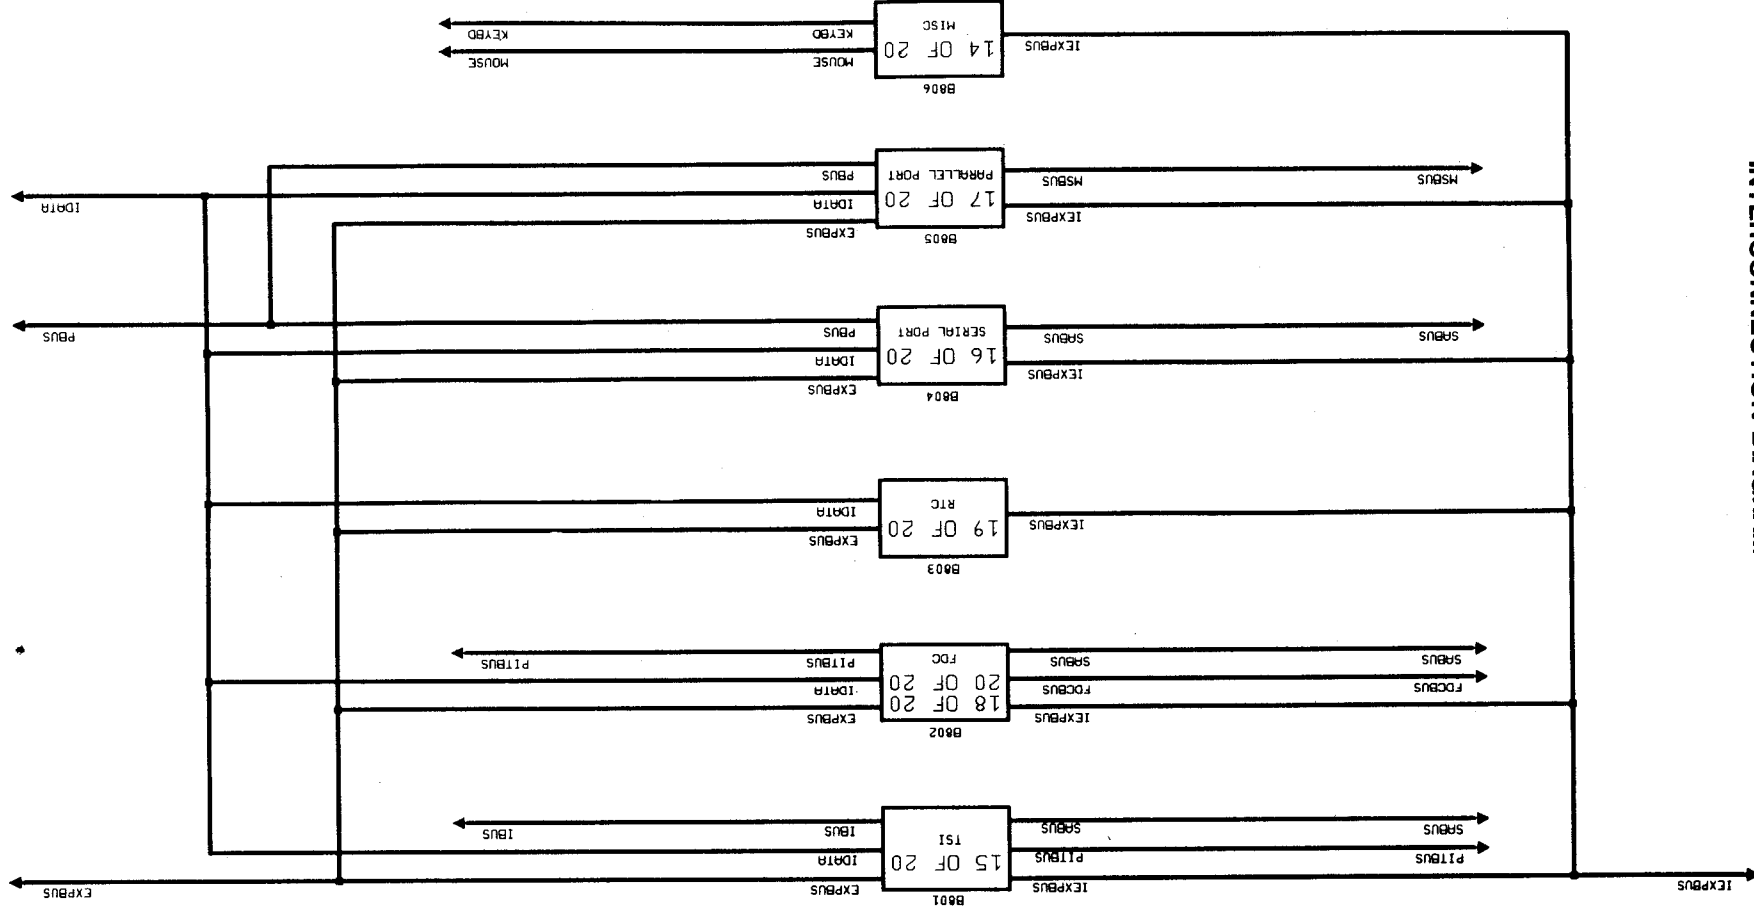 INTERCONNECTION DIAGRAM
B801
IEXPBUS
IEXPBUS
15 OF 20
EXPBUS
EXPBUS
PITBUS
PITBUS
TSI
IDATA
SABUS
SABUS
IBUS
IBUS
B802
IEXPBUS
18 OF 20
EXPBUS
FDCBUS
FDCBUS
20 OF 20
IDATA
SABUS
SABUS
FDC
PITBUS
PITBUS
B803
IEXPBUS
19 OF 20
EXPBUS
RTC
IDATA
B804
IEXPBUS
16 OF 20
EXPBUS
IDATA
SABUS
SABUS
SERIAL PORT
PBUS
PBUS
B805
IEXPBUS
17 OF 20
EXPBUS
IDATA
IDATA
MSBUS
MSBUS
PARALLEL PORT
PBUS
B806
IEXPBUS
14 OF 20
MOUSE
MOUSE
MISC
KEYBD
KEYBD